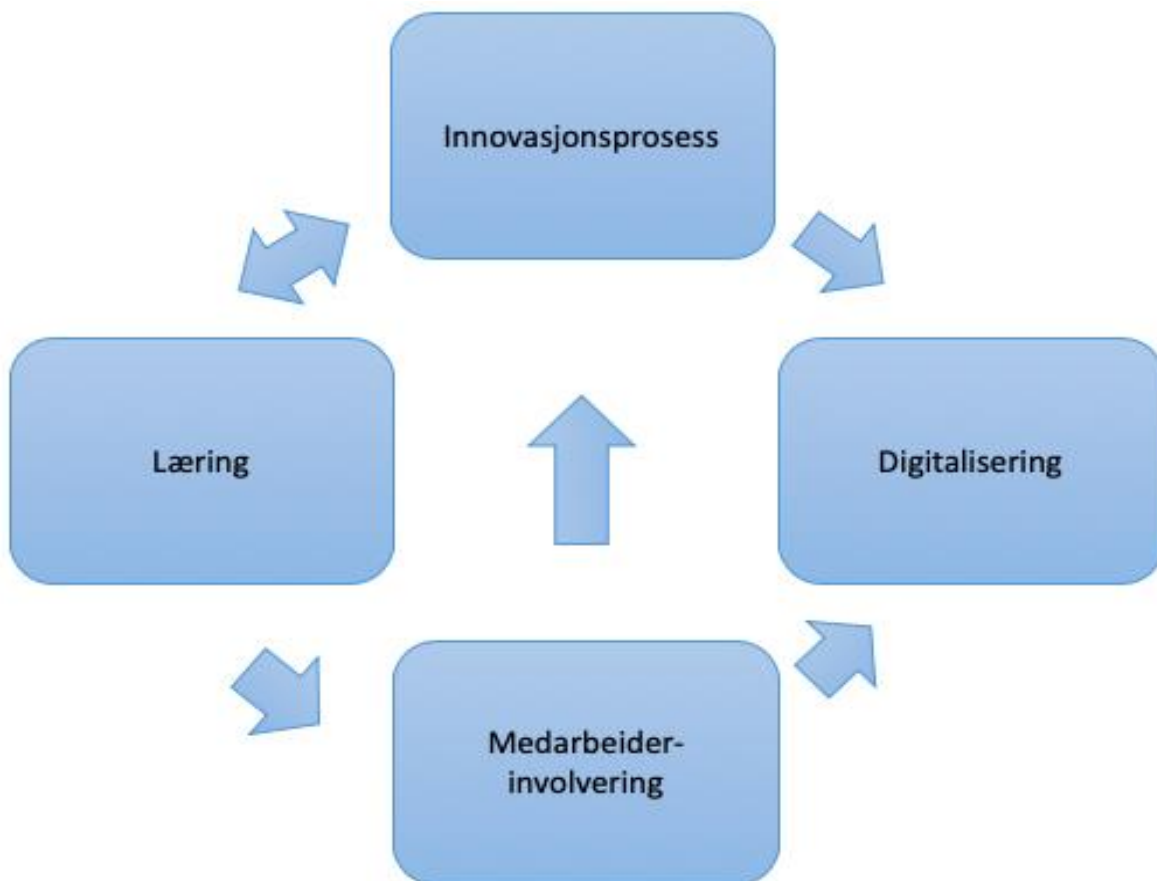 Innovasjonsprosess
Læring
Digitalisering
Medarbeider-
involvering